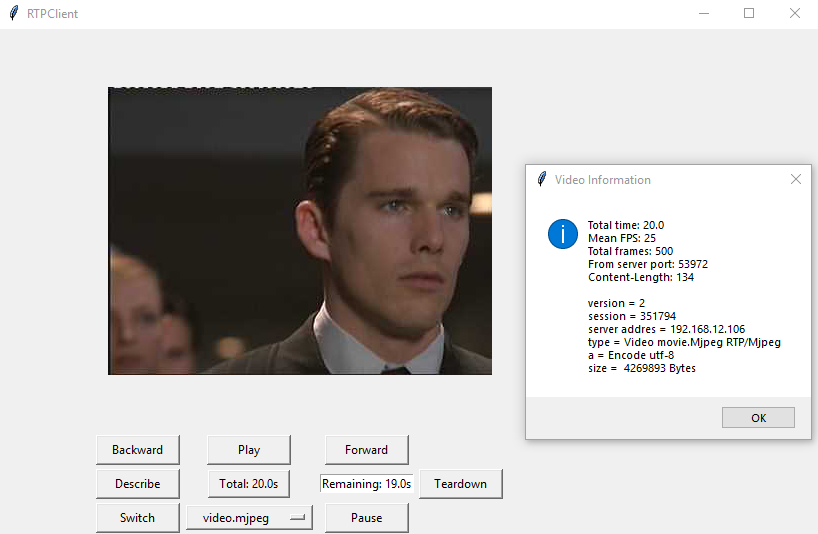 RTPClient
Video Information
Total time: 20.0
Mean FPS: 25
Total frames: 500
From server port: 53972
Content-Length: 134
version = 2
session = 351794
server addres = 192.168.12.106
type = Video movie.Mjpeg RTP/Mjpeg
a = Encode utf-8
size =  4269893 Bytes
OK
Backward
Play
Forward
Describe
Total: 20.0s
Remaining: 19.0s
Teardown
Switch
video.mjpeg
Pause